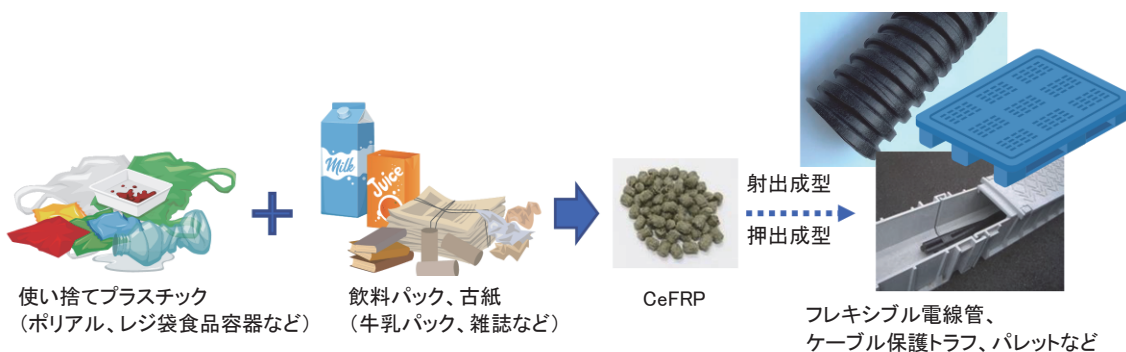 Milk
Juice
射出成型
押出成型
使い捨てプラスチック
（ポリアル、レジ袋食品容器など）
飲料パック、古紙
（牛乳パック、雑誌など）
CeFRP
フレキシブル電線管、
ケーブル保護トラフ、パレットなど